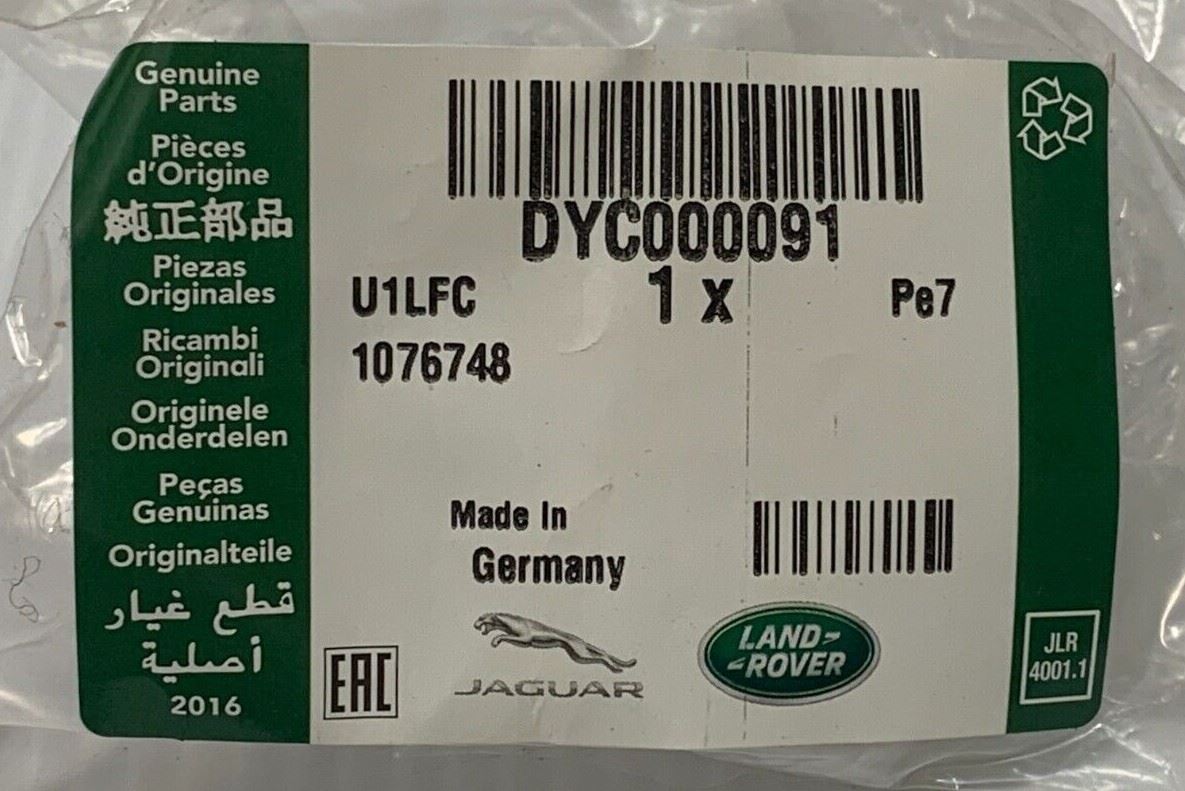 Genuine
Parts
Pièces
d'Origine
純正部品
Piezas
Originales
Ricambi
Originali
Originele
Onderdelen
Peças
Genuinas
Originalteile
قطع غيار
أصلية
2016
DYC000091
U1LFC
1 x
Pe7
1076748
Made In
Germany
EAC
JAGUAR
LAND-
-ROVER
JLR
4001.1